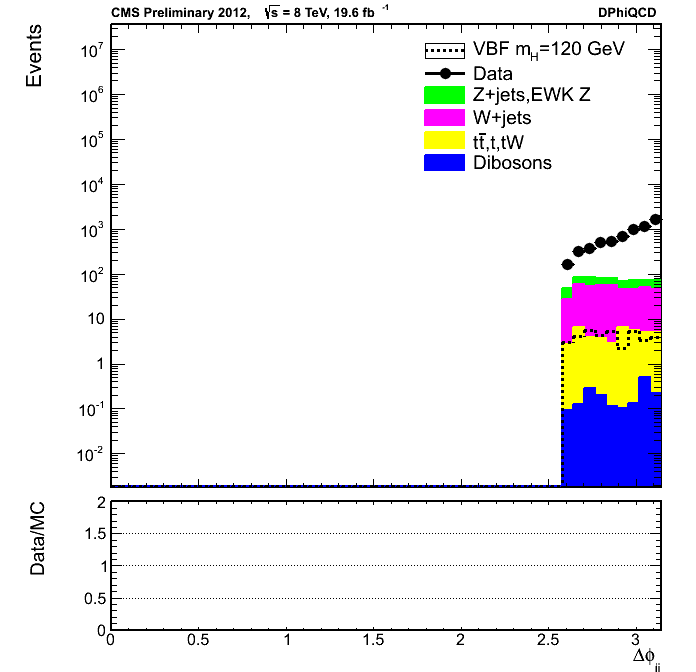 CMS Preliminary 2012, √s = 8 TeV, 19.6 fb⁻¹ DPhiQCD
Events
VBF m_H=120 GeV
Data
Z+jets,EWK Z
W+jets
tt̄,t,tW
Dibosons
10⁷
10⁶
10⁵
10⁴
10³
10²
10
1
10⁻¹
10⁻²
Data/MC
2
1.5
1
0.5
0
0 0.5 1 1.5 2 2.5 3
Δϕ_jj